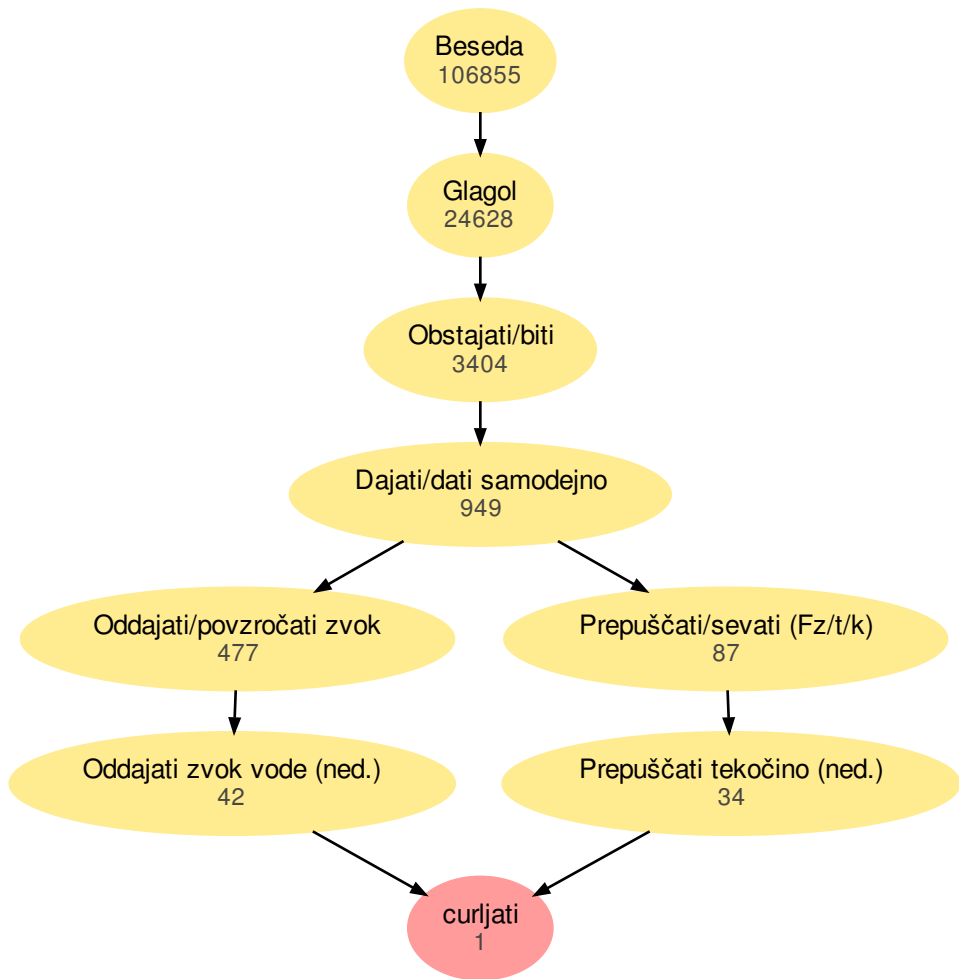 Beseda
106855
Glagol
24628
Obstajati/biti
3404
Dajati/dati samodejno
949
Oddajati/povzročati zvok
477
Prepuščati/sevati (Fz/t/k)
87
Oddajati zvok vode (ned.)
42
Prepuščati tekočino (ned.)
34
curljati
1